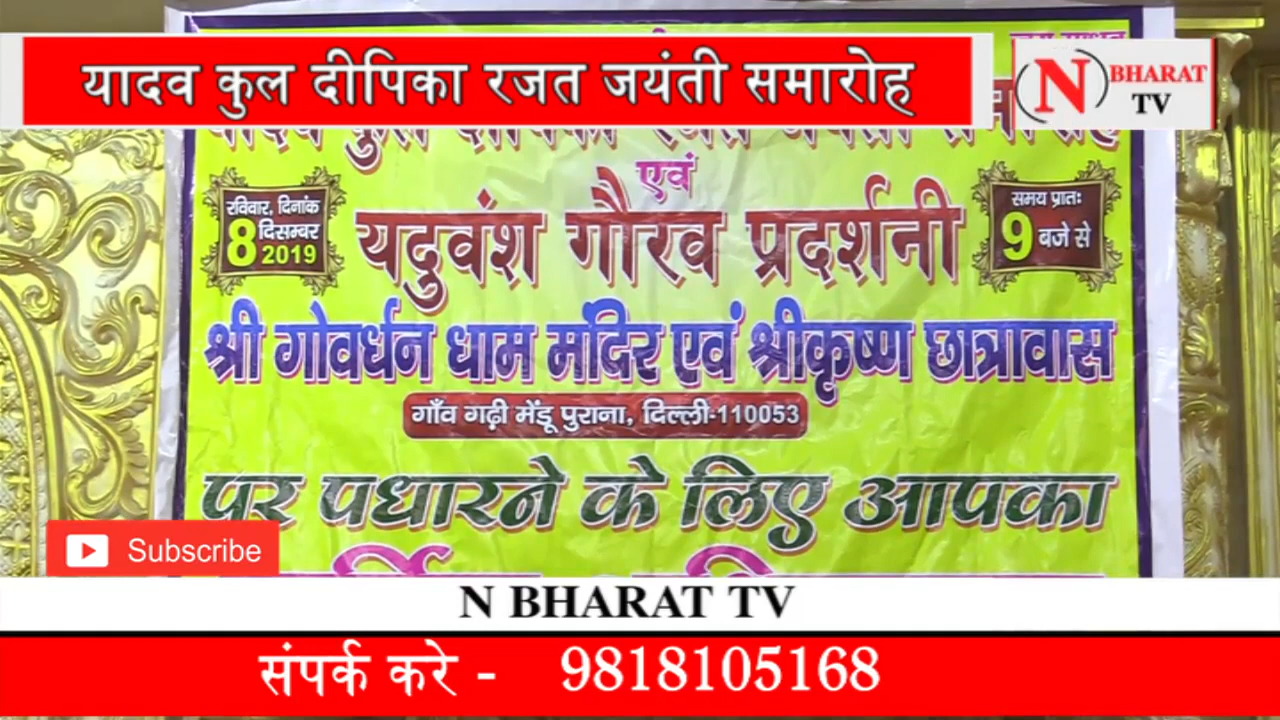 यादव कुल दीपिका रजत जयंती समारोह
N BHARAT
TV
एवं
रविवार, दिनांक
8 दिसम्बर
2019
यदुवंश गौरव प्रदर्शनी
समय प्रातः
9 बजे से
श्री गोवर्धन धाम मंदिर एवं श्रीकृष्ण छात्रावास
गाँव गढ़ी मेंडू पुराना, दिल्ली-110053
पर पधारने के लिए आपका
Subscribe
N BHARAT TV
संपर्क करे - 9818105168